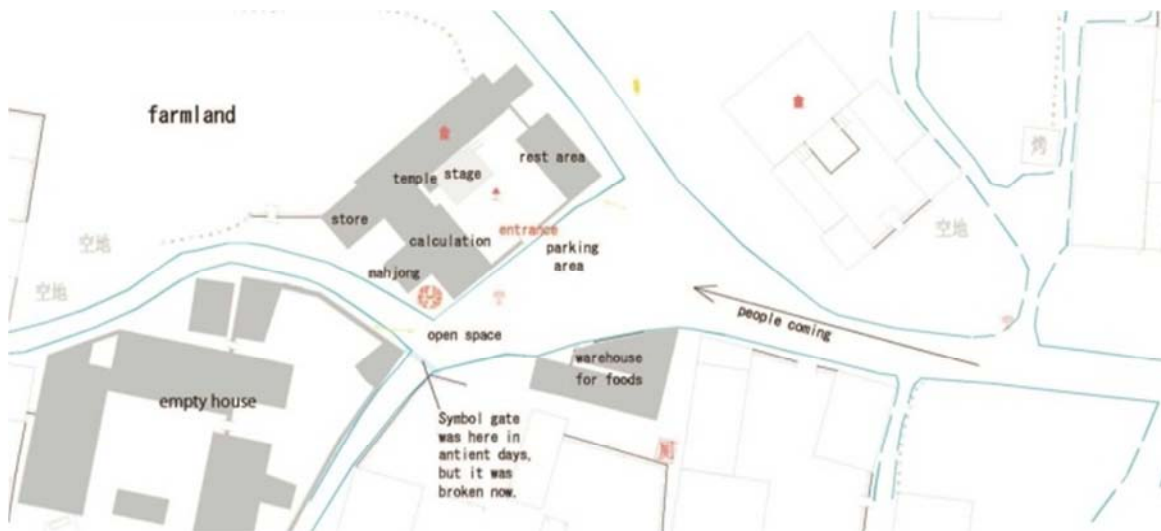 farmland
rest area
temple
stage
store
空地
calculation
entrance
parking
area
空地
mahjong
空地
open space
people coming
warehouse
for foods
empty house
Symbol gate
was here in
antient days,
but it was
broken now.